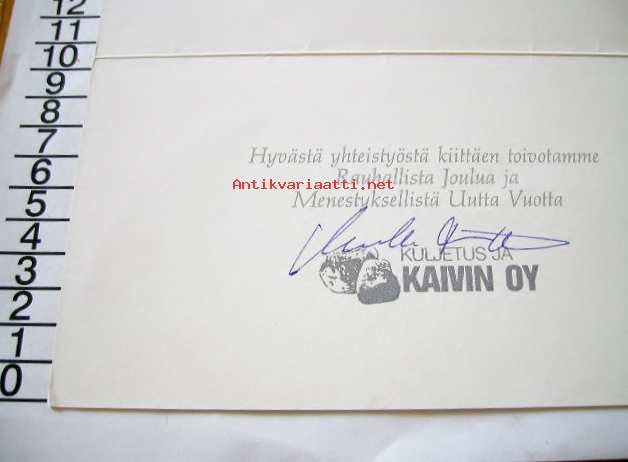 12
11
10
9
8
7
6
5
4
3
2
1
0
Hyvästä yhteistyöstä kiittäen toivotamme
Rauhallista Joulua ja
Antikvariaatti.net
Menestyksellistä Uutta Vuotta
KULJETUS JA
KAIVIN OY